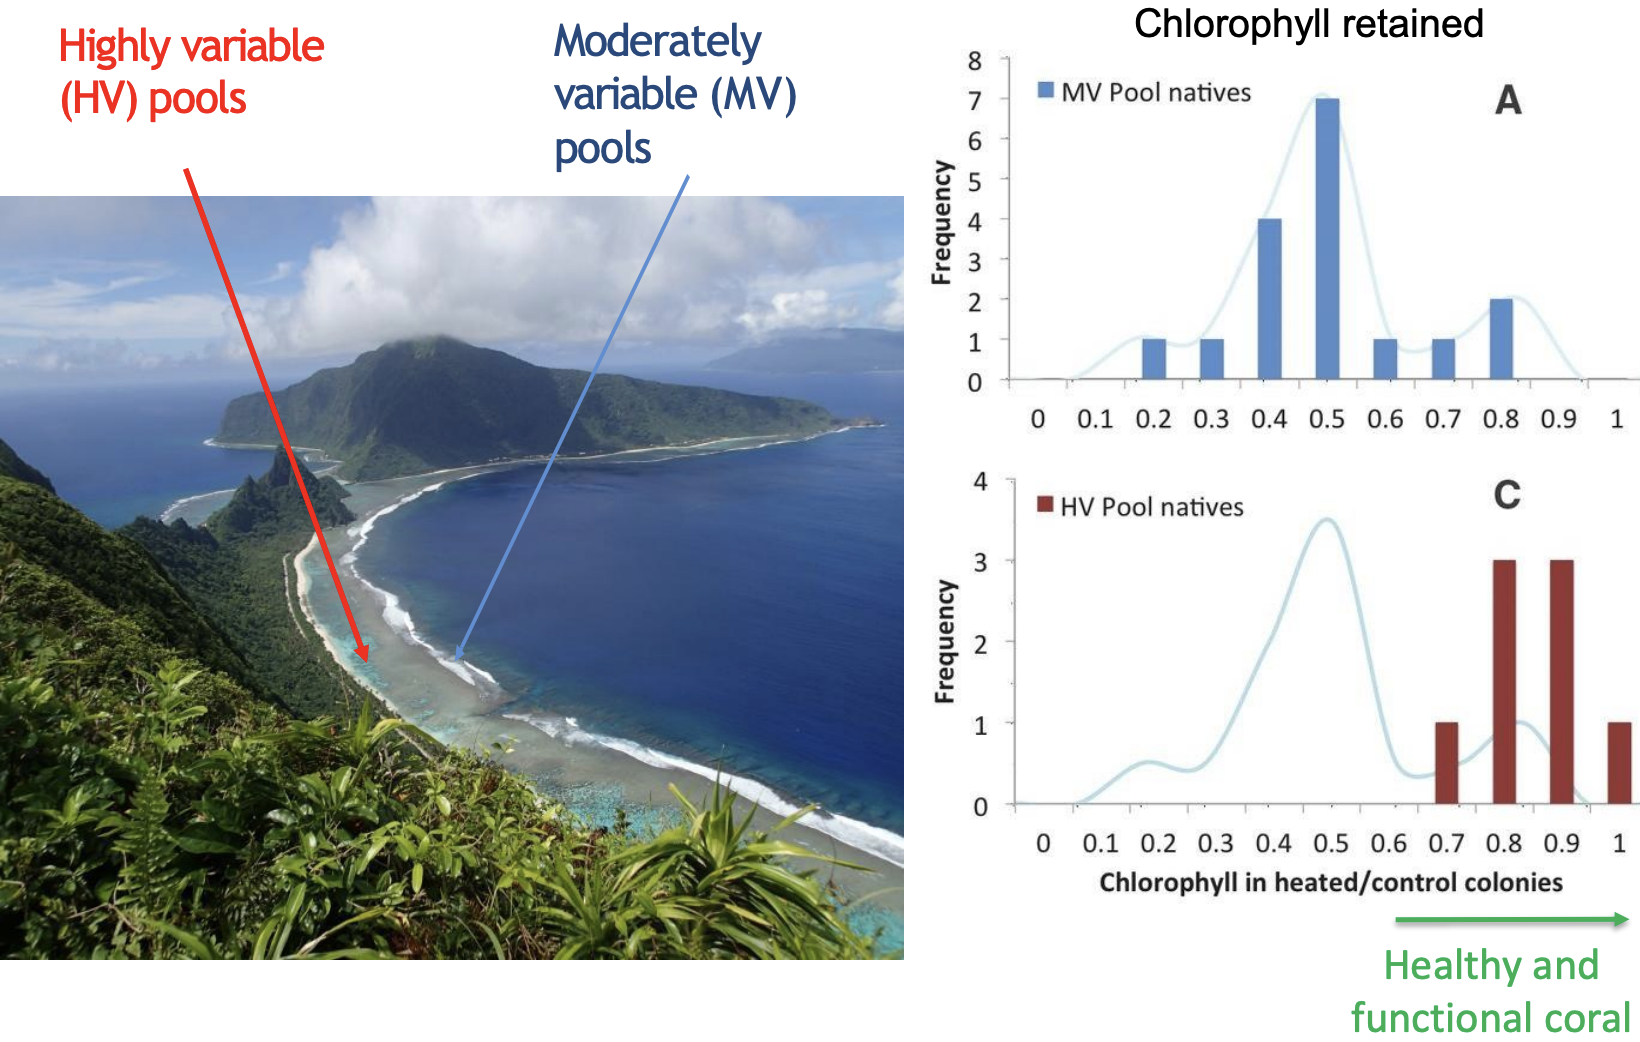 Highly variable
(HV) pools
Moderately
variable (MV)
pools
Chlorophyll retained
8
7
6
5
4
3
2
1
0
Frequency
MV Pool natives
A
0 0.1 0.2 0.3 0.4 0.5 0.6 0.7 0.8 0.9 1
4
3
2
1
0
Frequency
HV Pool natives
C
0 0.1 0.2 0.3 0.4 0.5 0.6 0.7 0.8 0.9 1
Chlorophyll in heated/control colonies
Healthy and
functional coral